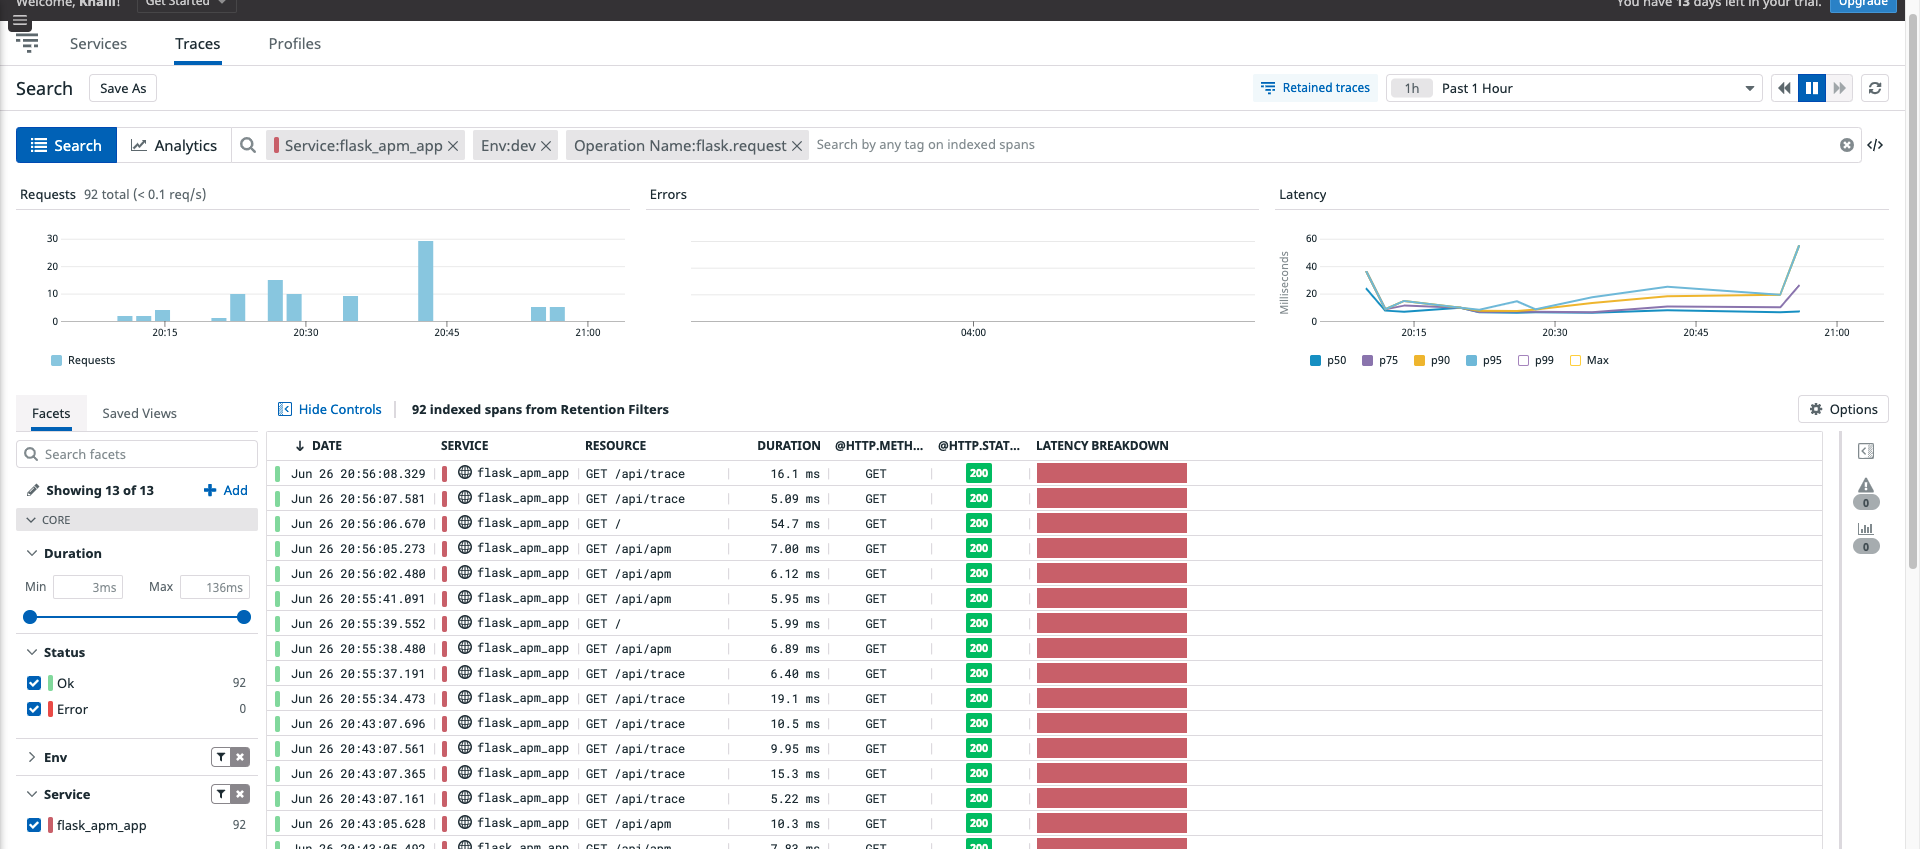 Welcome, Khalil!
Get Started
You have 13 days left in your trial.
Upgrade
Services
Traces
Profiles
Search
Save As
Retained traces
1h Past 1 Hour
Search
Analytics
Service:flask_apm_app
Env:dev
Operation Name:flask.request
Search by any tag on indexed spans
</>
Requests 92 total (< 0.1 req/s)
30
20
10
0
20:15 20:30 20:45 21:00
Requests
Errors
04:00
Latency
Milliseconds
60
40
20
0
20:15 20:30 20:45 21:00
p50 p75 p90 p95 p99 Max
Facets
Saved Views
Search facets
Showing 13 of 13
Add
CORE
Duration
Min 3ms Max 136ms
Status
Ok 92
Error 0
Env
Service
flask_apm_app 92
Hide Controls
92 indexed spans from Retention Filters
Options
DATE SERVICE RESOURCE DURATION @HTTP.METH... @HTTP.STAT... LATENCY BREAKDOWN
Jun 26 20:56:08.329 flask_apm_app GET /api/trace 16.1 ms GET 200
Jun 26 20:56:07.581 flask_apm_app GET /api/trace 5.09 ms GET 200
Jun 26 20:56:06.670 flask_apm_app GET / 54.7 ms GET 200
Jun 26 20:56:05.273 flask_apm_app GET /api/apm 7.00 ms GET 200
Jun 26 20:56:02.480 flask_apm_app GET /api/apm 6.12 ms GET 200
Jun 26 20:55:41.091 flask_apm_app GET /api/apm 5.95 ms GET 200
Jun 26 20:55:39.552 flask_apm_app GET / 5.99 ms GET 200
Jun 26 20:55:38.480 flask_apm_app GET /api/apm 6.89 ms GET 200
Jun 26 20:55:37.191 flask_apm_app GET /api/trace 6.40 ms GET 200
Jun 26 20:55:34.473 flask_apm_app GET /api/trace 19.1 ms GET 200
Jun 26 20:43:07.696 flask_apm_app GET /api/trace 10.5 ms GET 200
Jun 26 20:43:07.561 flask_apm_app GET /api/trace 9.95 ms GET 200
Jun 26 20:43:07.365 flask_apm_app GET /api/trace 15.3 ms GET 200
Jun 26 20:43:07.161 flask_apm_app GET /api/trace 5.22 ms GET 200
Jun 26 20:43:05.628 flask_apm_app GET /api/apm 10.3 ms GET 200
Jun 26 20:43:05.492 flask_apm_app GET /api/apm 7.83 ms GET 200
0
0